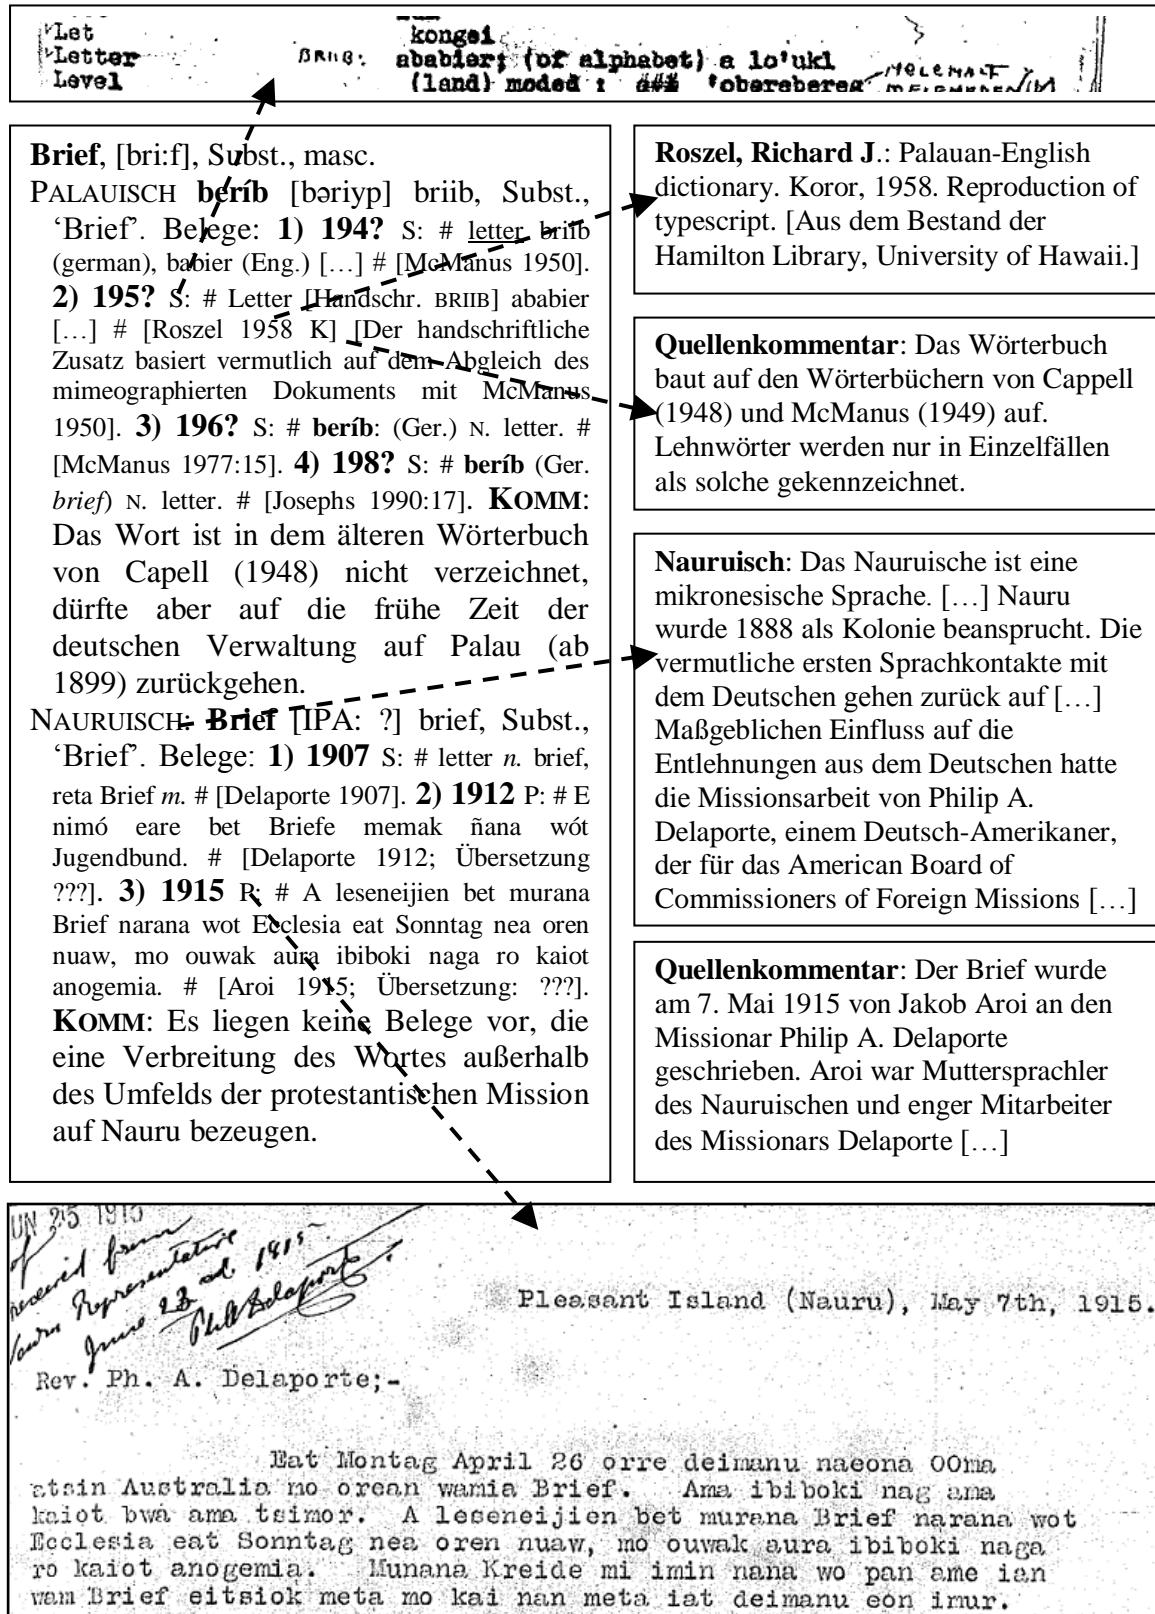 Let
kongei
Letter BRIIB: ababier; (of alphabet) a lo'ukl
Level (land) moded :
Brief, [bri:f], Subst., masc.
PALAUISCH beríb [bəriyp] briib, Subst.,
‘Brief’. Belege: 1) 194? S: # letter briib
(german), babier (Eng.) […] # [McManus 1950].
2) 195? S: # Letter [Handschr. BRIIB] ababier
[…] # [Roszel 1958 K] [Der handschriftliche
Zusatz basiert vermutlich auf dem Abgleich des
mimeographierten Dokuments mit McManus
1950]. 3) 196? S: # beríb: (Ger.) N. letter. #
[McManus 1977:15]. 4) 198? S: # beríb (Ger.
brief) N. letter. # [Josephs 1990:17]. KOMM:
Das Wort ist in dem älteren Wörterbuch
von Capell (1948) nicht verzeichnet,
dürfte aber auf die frühe Zeit der
deutschen Verwaltung auf Palau (ab
1899) zurückgehen.
NAURUISCH: Brief [IPA: ?] brief, Subst.,
‘Brief’. Belege: 1) 1907 S: # letter n. brief,
reta Brief m. # [Delaporte 1907]. 2) 1912 P: # E
nimó eare bet Briefe memak ñana wót
Jugendbund. # [Delaporte 1912; Übersetzung
???]. 3) 1915 P: # A leseneijien bet murana
Brief narana wot Ecclesia eat Sonntag nea oren
nuaw, mo ouwak aura ibiboki naga ro kaiot
anogemia. # [Aroi 1915; Übersetzung: ???].
KOMM: Es liegen keine Belege vor, die
eine Verbreitung des Wortes außerhalb
des Umfelds der protestantischen Mission
auf Nauru bezeugen.
Roszel, Richard J.: Palauan-English
dictionary. Koror, 1958. Reproduction of
typescript. [Aus dem Bestand der
Hamilton Library, University of Hawaii.]
Quellenkommentar: Das Wörterbuch
baut auf den Wörterbüchern von Cappell
(1948) und McManus (1949) auf.
Lehnwörter werden nur in Einzelfällen
als solche gekennzeichnet.
Nauruisch: Das Nauruische ist eine
mikronesische Sprache. […] Nauru
wurde 1888 als Kolonie beansprucht. Die
vermutliche ersten Sprachkontakte mit
dem Deutschen gehen zurück auf […]
Maßgeblichen Einfluss auf die
Entlehnungen aus dem Deutschen hatte
die Missionsarbeit von Philip A.
Delaporte, einem Deutsch-Amerikaner,
der für das American Board of
Commissioners of Foreign Missions […]
Quellenkommentar: Der Brief wurde
am 7. Mai 1915 von Jakob Aroi an den
Missionar Philip A. Delaporte
geschrieben. Aroi war Muttersprachler
des Nauruischen und enger Mitarbeiter
des Missionars Delaporte […]
UN 25 1915
of
received from
Nauru Representative
June 23rd 1915
Phil Delaporte.
Pleasant Island (Nauru), May 7th, 1915.
Rev. Ph. A. Delaporte;-
Eat Montag April 26 orre deimanu naeona OOma
atsin Australia mo orean wamia Brief. Ama ibiboki nag ama
kaiot bwa ama tsimor. A leseneijien bet murana Brief narana wot
Ecclesia eat Sonntag nea oren nuaw, mo ouwak aura ibiboki naga
ro kaiot anogemia. Munana Kreide mi imin nana wo pan ame ian
wam Brief eitsiok meta mo kai nan meta iat deimanu eon imur.